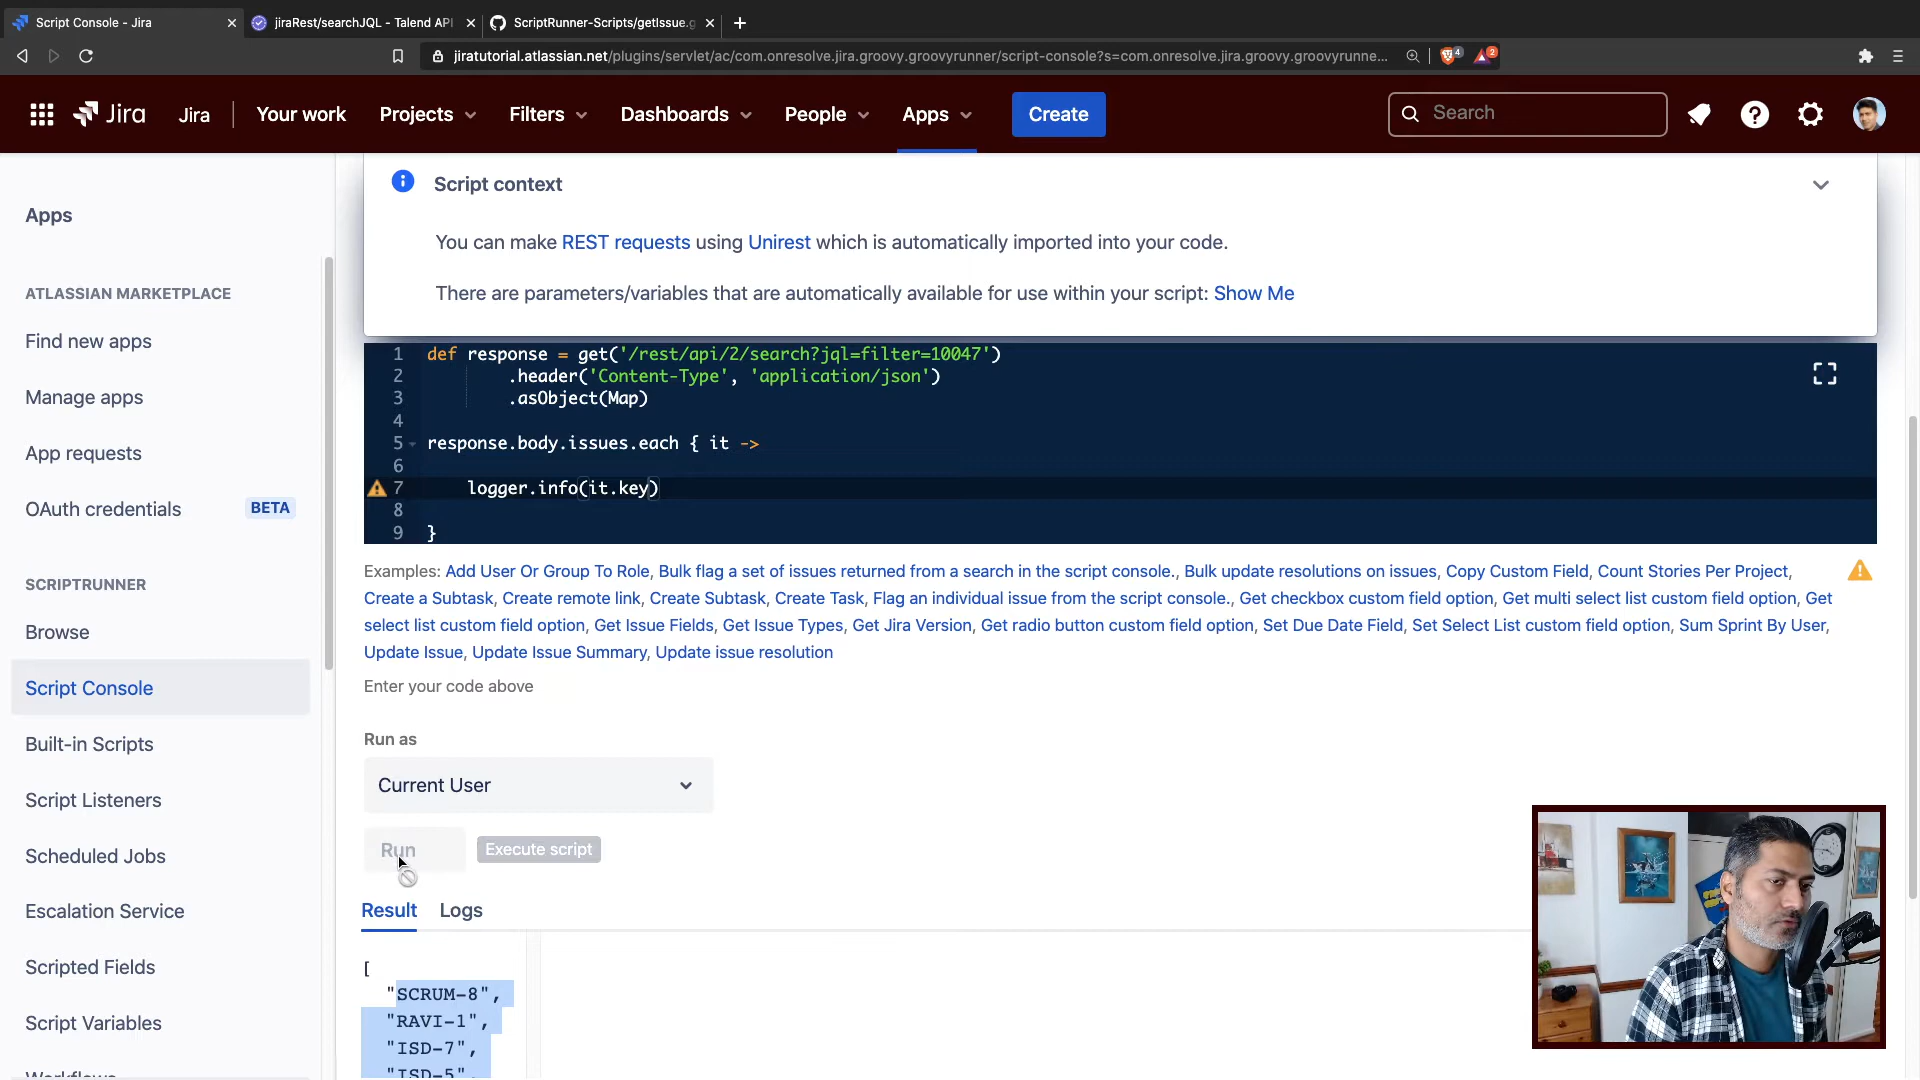 Script Console - Jira
jiraRest/searchJQL - Talend API
ScriptRunner-Scripts/getIssue.g
jiratutorial.atlassian.net/plugins/servlet/ac/com.onresolve.jira.groovy.groovyrunner/script-console?s=com.onresolve.jira.groovy.groovyrunne...
4
2
Jira
Jira
Your work
Projects
Filters
Dashboards
People
Apps
Create
Search
Apps
ATLASSIAN MARKETPLACE
Find new apps
Manage apps
App requests
OAuth credentials
BETA
SCRIPTRUNNER
Browse
Script Console
Built-in Scripts
Script Listeners
Scheduled Jobs
Escalation Service
Scripted Fields
Script Variables
Workflows
Script context
You can make REST requests using Unirest which is automatically imported into your code.
There are parameters/variables that are automatically available for use within your script: Show Me
1 def response = get('/rest/api/2/search?jql=filter=10047')
2 .header('Content-Type', 'application/json')
3 .asObject(Map)
4
5 response.body.issues.each { it ->
6
7 logger.info(it.key)
8
9 }
Examples: Add User Or Group To Role, Bulk flag a set of issues returned from a search in the script console., Bulk update resolutions on issues, Copy Custom Field, Count Stories Per Project,
Create a Subtask, Create remote link, Create Subtask, Create Task, Flag an individual issue from the script console., Get checkbox custom field option, Get multi select list custom field option, Get
select list custom field option, Get Issue Fields, Get Issue Types, Get Jira Version, Get radio button custom field option, Set Due Date Field, Set Select List custom field option, Sum Sprint By User,
Update Issue, Update Issue Summary, Update issue resolution
Enter your code above
Run as
Current User
Run
Execute script
Result
Logs
[
"SCRUM-8",
"RAVI-1",
"ISD-7",
"ISD-5",